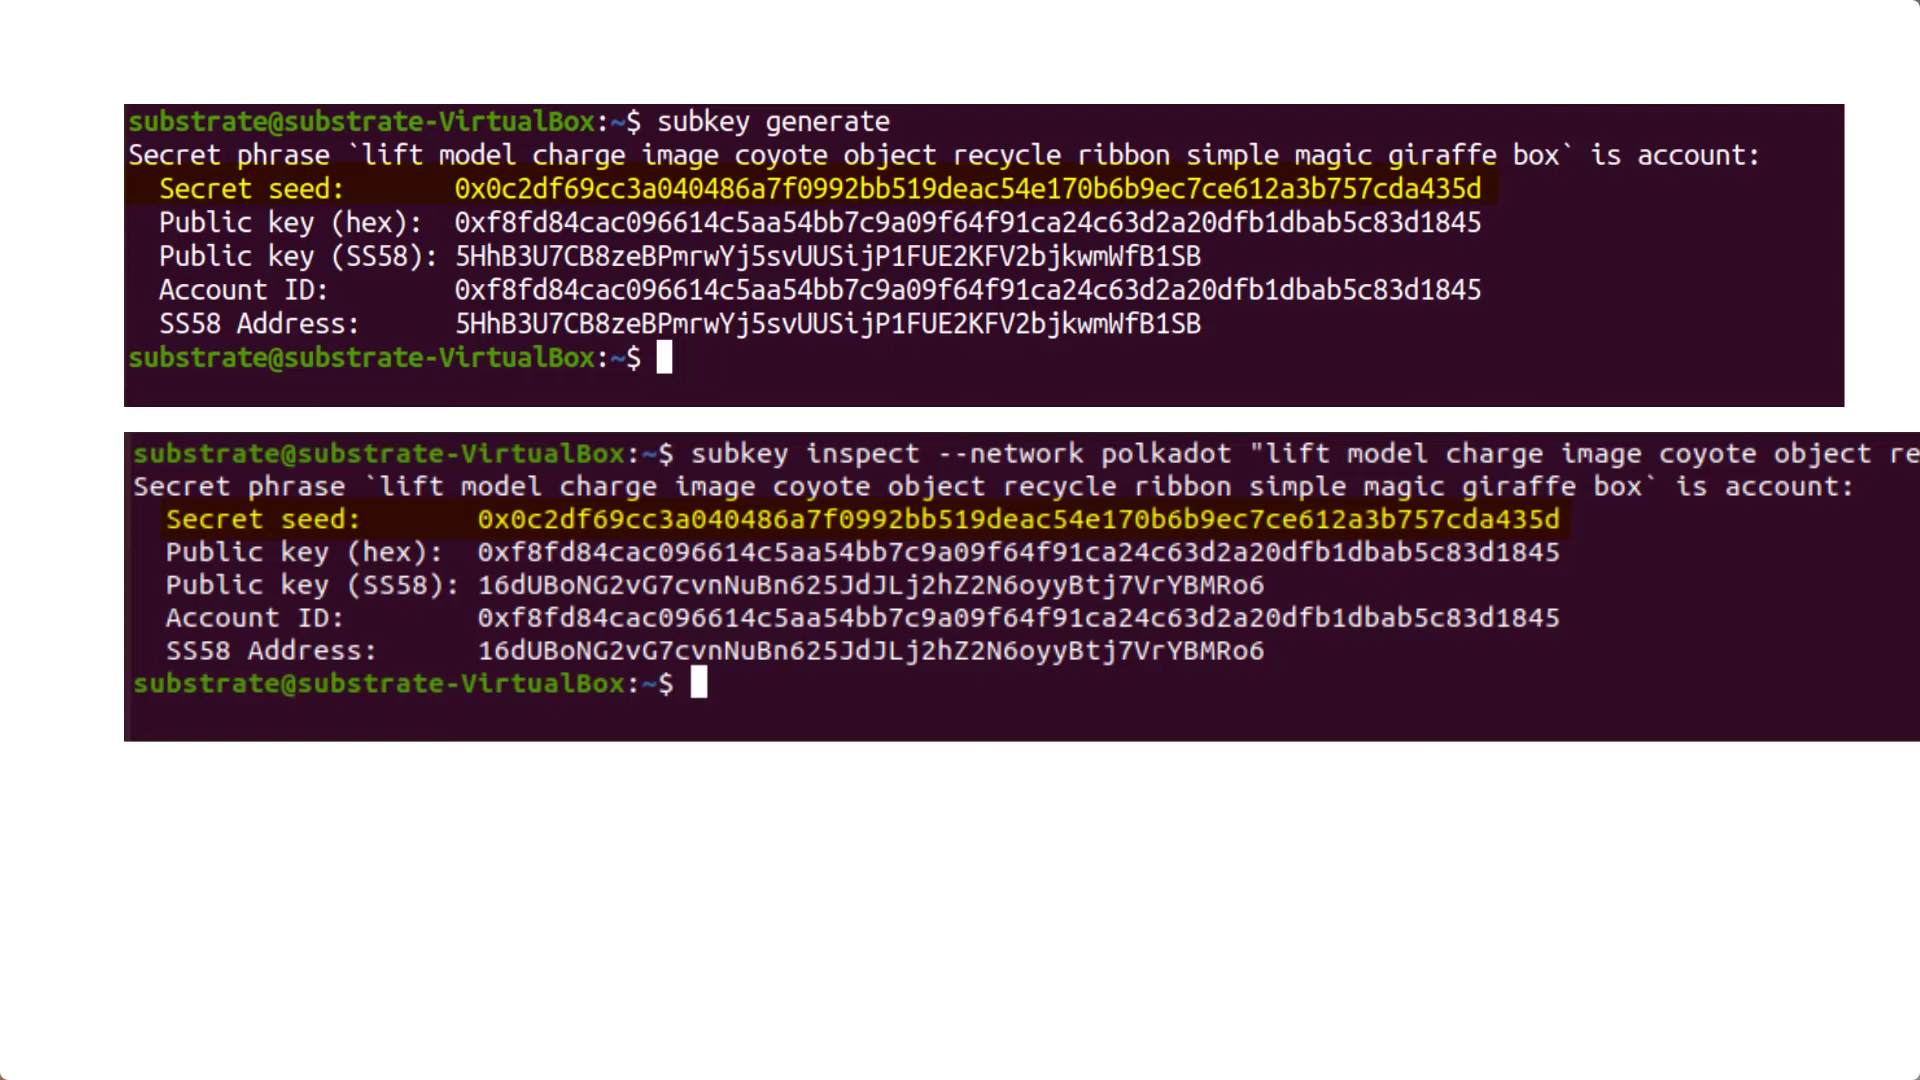 substrate@substrate-VirtualBox:~$ subkey generate
Secret phrase `lift model charge image coyote object recycle ribbon simple magic giraffe box` is account:
Secret seed: 0x0c2df69cc3a040486a7f0992bb519deac54e170b6b9ec7ce612a3b757cda435d
Public key (hex): 0xf8fd84cac096614c5aa54bb7c9a09f64f91ca24c63d2a20dfb1dbab5c83d1845
Public key (SS58): 5HhB3U7CB8zeBPmrwYj5svUUSijP1FUE2KFV2bjkwmWfB1SB
Account ID: 0xf8fd84cac096614c5aa54bb7c9a09f64f91ca24c63d2a20dfb1dbab5c83d1845
SS58 Address: 5HhB3U7CB8zeBPmrwYj5svUUSijP1FUE2KFV2bjkwmWfB1SB
substrate@substrate-VirtualBox:~$
substrate@substrate-VirtualBox:~$ subkey inspect --network polkadot "lift model charge image coyote object re
Secret phrase `lift model charge image coyote object recycle ribbon simple magic giraffe box` is account:
Secret seed: 0x0c2df69cc3a040486a7f0992bb519deac54e170b6b9ec7ce612a3b757cda435d
Public key (hex): 0xf8fd84cac096614c5aa54bb7c9a09f64f91ca24c63d2a20dfb1dbab5c83d1845
Public key (SS58): 16dUBoNG2vG7cvnNuBn625JdJLj2hZ2N6oyyBtj7VrYBMRo6
Account ID: 0xf8fd84cac096614c5aa54bb7c9a09f64f91ca24c63d2a20dfb1dbab5c83d1845
SS58 Address: 16dUBoNG2vG7cvnNuBn625JdJLj2hZ2N6oyyBtj7VrYBMRo6
substrate@substrate-VirtualBox:~$